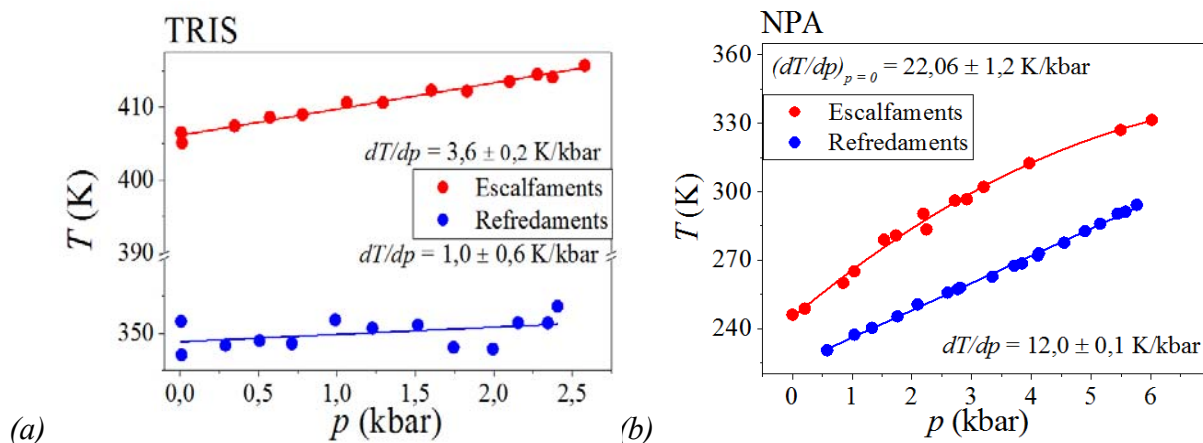 TRIS
T (K)
410
400
390
350
dT/dp = 3,6 ± 0,2 K/kbar
Escalfaments
Refredaments
dT/dp = 1,0 ± 0,6 K/kbar
0,0 0,5 1,0 1,5 2,0 2,5
p (kbar)
(a)
NPA
T (K)
360
330
300
270
240
(dT/dp)p = 0 = 22,06 ± 1,2 K/kbar
Escalfaments
Refredaments
dT/dp = 12,0 ± 0,1 K/kbar
0 1 2 3 4 5 6
p (kbar)
(b)